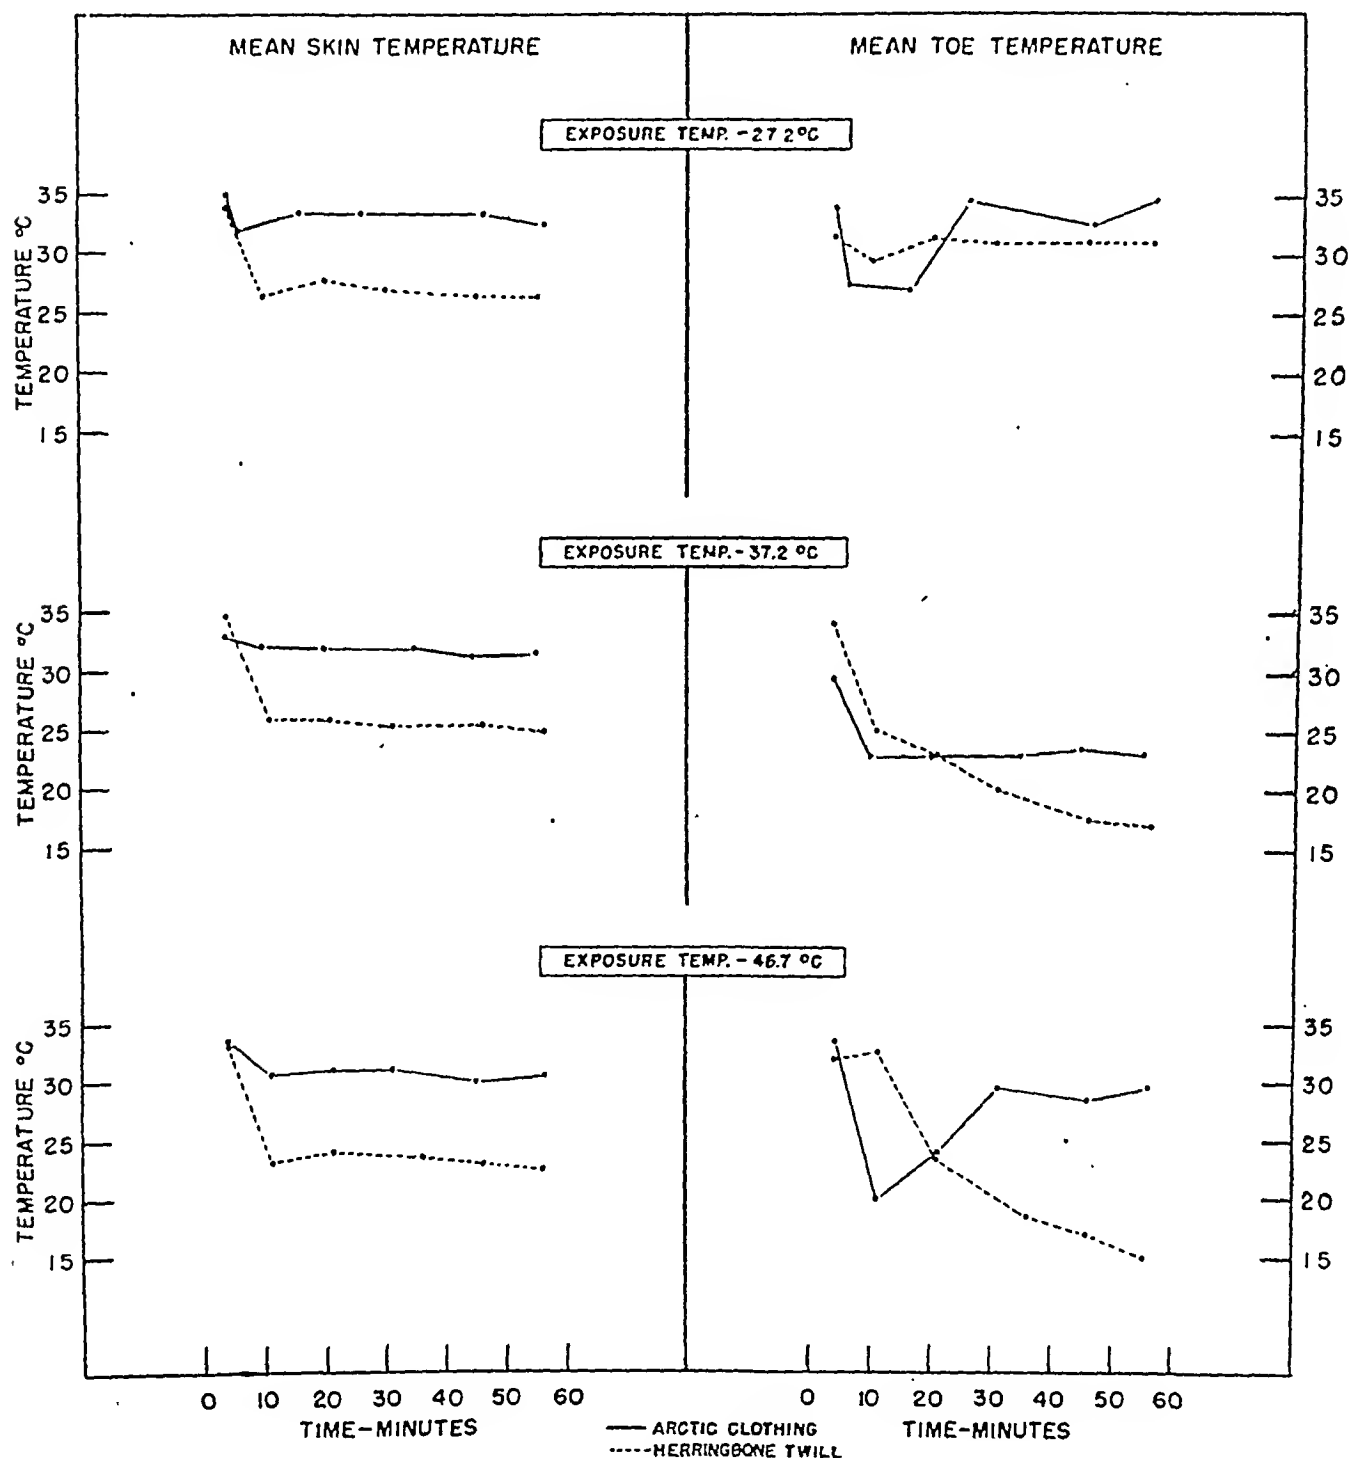 MEAN SKIN TEMPERATURE
MEAN TOE TEMPERATURE
EXPOSURE TEMP. -27.2°C
TEMPERATURE °C
35
30
25
20
15
35
30
25
20
15
EXPOSURE TEMP.-37.2 °C
TEMPERATURE °C
35
30
25
20
15
35
30
25
20
15
EXPOSURE TEMP. -46.7 °C
TEMPERATURE °C
35
30
25
20
15
35
30
25
20
15
0 10 20 30 40 50 60
0 10 20 30 40 50 60
TIME-MINUTES
TIME-MINUTES
ARCTIC CLOTHING
HERRINGBONE TWILL